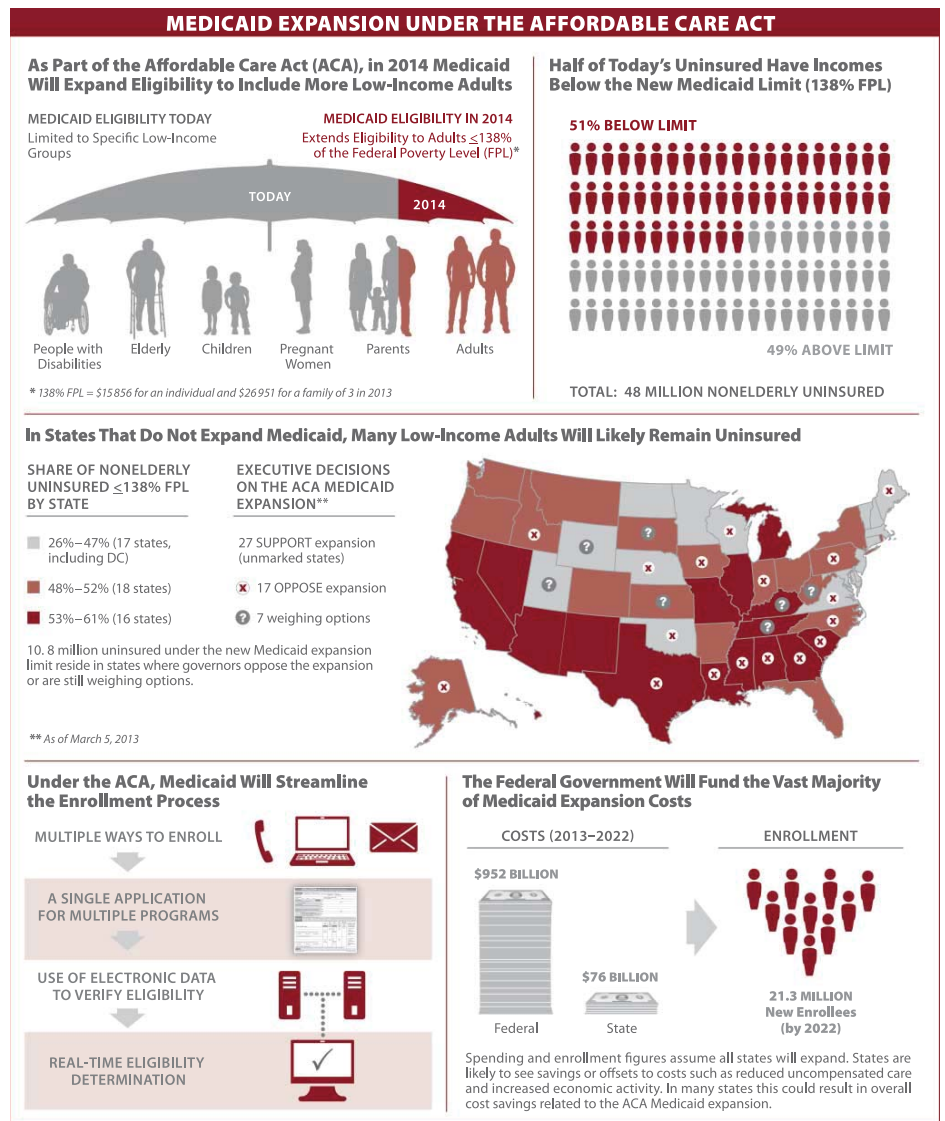 MEDICAID EXPANSION UNDER THE AFFORDABLE CARE ACT
As Part of the Affordable Care Act (ACA), in 2014 Medicaid
Will Expand Eligibility to Include More Low-Income Adults
MEDICAID ELIGIBILITY TODAY
Limited to Specific Low-Income
Groups
MEDICAID ELIGIBILITY IN 2014
Extends Eligibility to Adults ≤138%
of the Federal Poverty Level (FPL)*
TODAY
2014
People with
Disabilities
Elderly
Children
Pregnant
Women
Parents
Adults
* 138% FPL = $15856 for an individual and $26951 for a family of 3 in 2013
Half of Today's Uninsured Have Incomes
Below the New Medicaid Limit (138% FPL)
51% BELOW LIMIT
49% ABOVE LIMIT
TOTAL: 48 MILLION NONELDERLY UNINSURED
In States That Do Not Expand Medicaid, Many Low-Income Adults Will Likely Remain Uninsured
SHARE OF NONELDERLY
UNINSURED ≤138% FPL
BY STATE
26%–47% (17 states,
including DC)
48%–52% (18 states)
53%–61% (16 states)
EXECUTIVE DECISIONS
ON THE ACA MEDICAID
EXPANSION**
27 SUPPORT expansion
(unmarked states)
x 17 OPPOSE expansion
? 7 weighing options
10. 8 million uninsured under the new Medicaid expansion
limit reside in states where governors oppose the expansion
or are still weighing options.
** As of March 5, 2013
Under the ACA, Medicaid Will Streamline
the Enrollment Process
MULTIPLE WAYS TO ENROLL
A SINGLE APPLICATION
FOR MULTIPLE PROGRAMS
USE OF ELECTRONIC DATA
TO VERIFY ELIGIBILITY
REAL-TIME ELIGIBILITY
DETERMINATION
The Federal Government Will Fund the Vast Majority
of Medicaid Expansion Costs
COSTS (2013–2022)
$952 BILLION
Federal
$76 BILLION
State
ENROLLMENT
21.3 MILLION
New Enrollees
(by 2022)
Spending and enrollment figures assume all states will expand. States are
likely to see savings or offsets to costs such as reduced uncompensated care
and increased economic activity. In many states this could result in overall
cost savings related to the ACA Medicaid expansion.